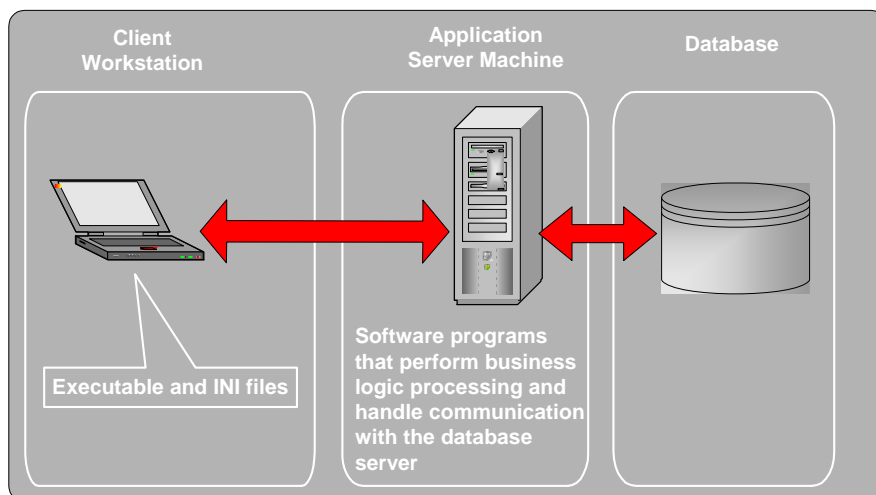 Client
Workstation
Application
Server Machine
Database
Executable and INI files
Software programs
that perform business
logic processing and
handle communication
with the database
server